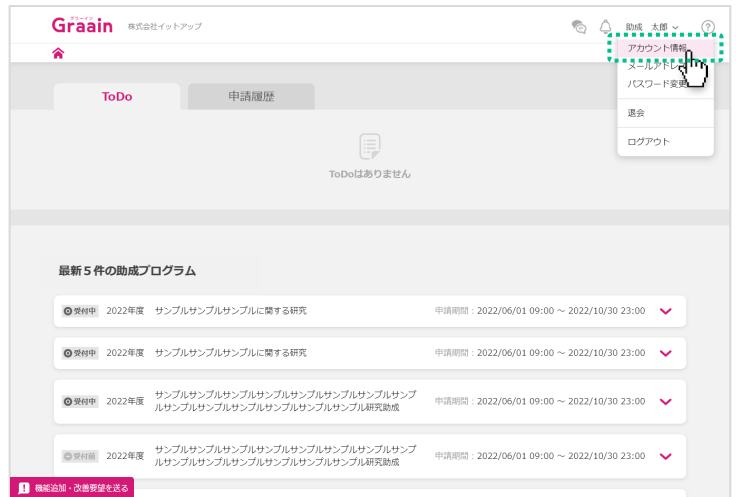 グラーイン
Graain 株式会社イットアップ 助成 太郎
アカウント情報
メールアドレ
パスワード変更
退会
ログアウト
ToDo 申請履歴
ToDoはありません
最新5件の助成プログラム
受付中 2022年度 サンプルサンプルサンプルに関する研究 申請期間：2022/06/01 09:00 ～ 2022/10/30 23:00
受付中 2022年度 サンプルサンプルサンプルに関する研究 申請期間：2022/06/01 09:00 ～ 2022/10/30 23:00
受付中 2022年度 サンプルサンプルサンプルサンプルサンプルサンプルサンプルサンプ
ルサンプルサンプルサンプルサンプルサンプルサンプル研究助成 申請期間：2022/06/01 09:00 ～ 2022/10/30 23:00
受付前 2022年度 サンプルサンプルサンプルサンプルサンプルサンプルサンプルサンプ
ルサンプルサンプルサンプルサンプルサンプルサンプル研究助成 申請期間：2022/06/01 09:00 ～ 2022/10/30 23:00
機能追加・改善要望を送る